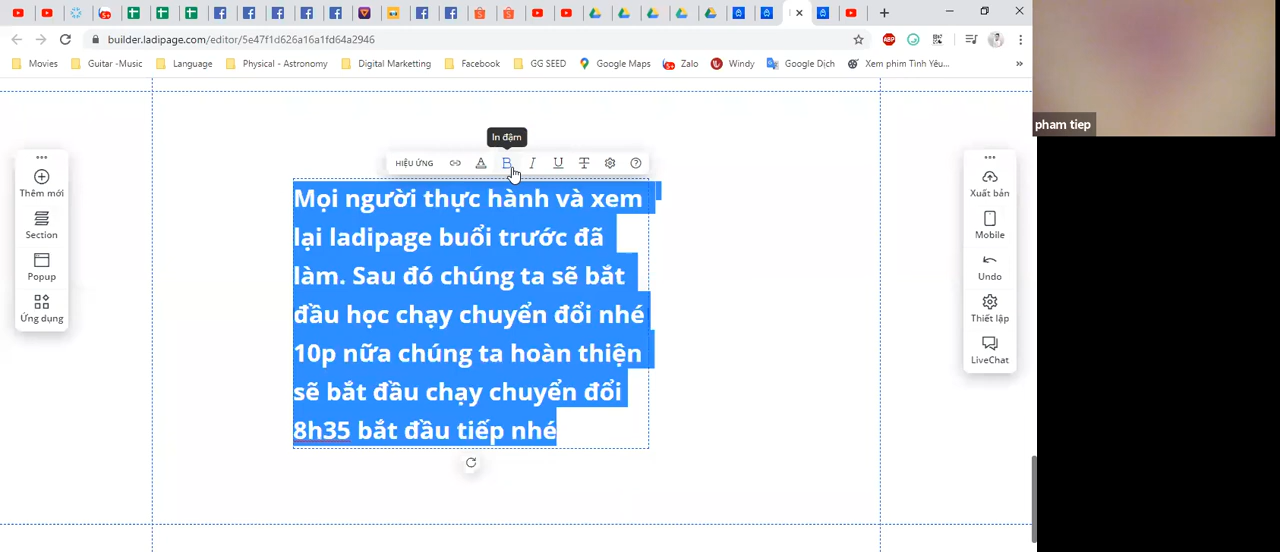 builder.ladipage.com/editor/5e47f1d626a16a1fd64a2946
ABP
Movies
Guitar -Music
Language
Physical - Astronomy
Digital Marketting
Facebook
GG SEED
Google Maps
Zalo
Windy
Google Dịch
Xem phim Tình Yêu...
»
pham tiep
In đậm
HIỆU ỨNG
Thêm mới
Section
Popup
Ứng dụng
Mọi người thực hành và xem
lại ladipage buổi trước đã
làm. Sau đó chúng ta sẽ bắt
đầu học chạy chuyển đổi nhé
10p nữa chúng ta hoàn thiện
sẽ bắt đầu chạy chuyển đổi
8h35 bắt đầu tiếp nhé
Xuất bản
Mobile
Undo
Thiết lập
LiveChat